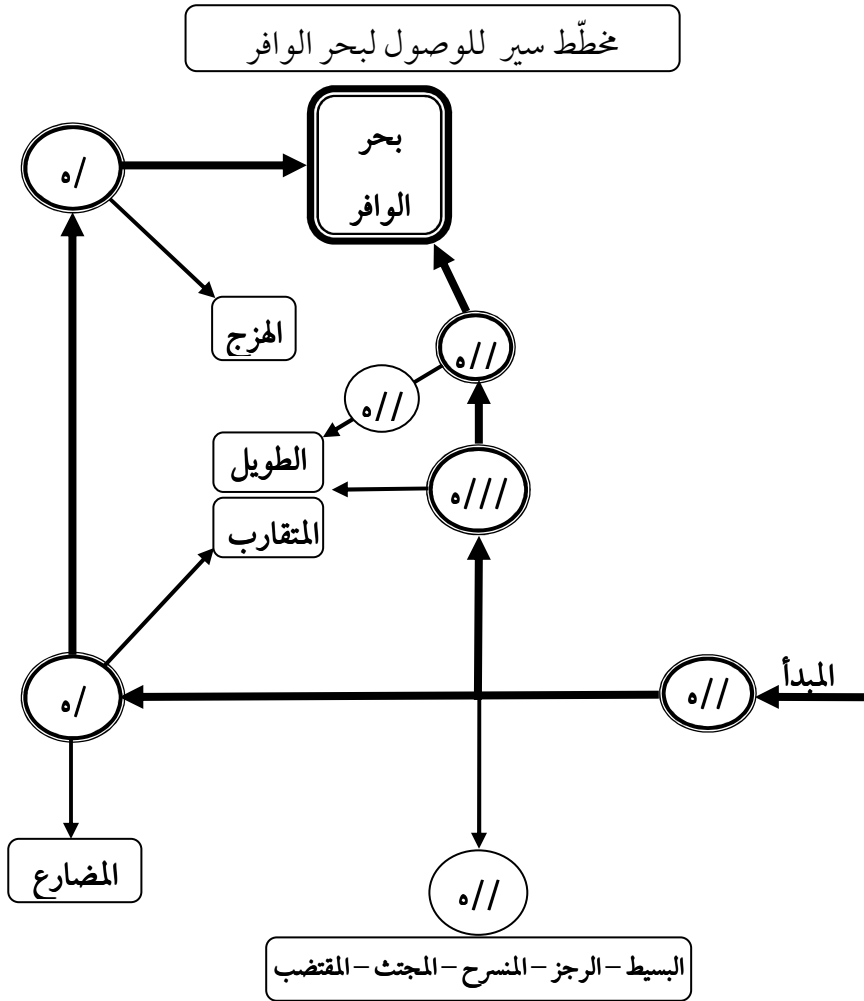 مخطّط سير للوصول لبحر الوافر
بحر
الوافر
/ه
الهزج
//ه
//ه
الطويل
///ه
المتقارب
المبدأ
//ه
/ه
المضارع
//ه
البسيط – الرجز – المنسرح – المجتث – المقتضب